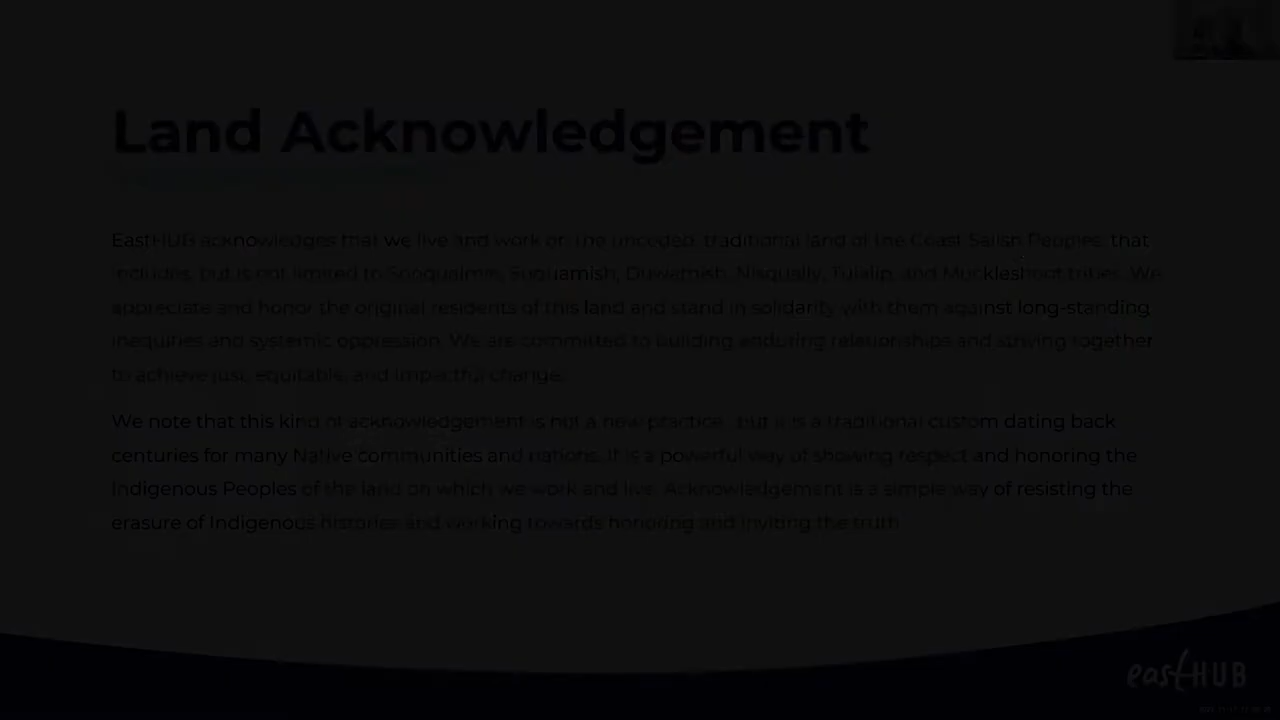 Land Acknowledgement
EastHUB acknowledges that we live and work on the unceded, traditional land of the Coast Salish Peoples, that
includes, but is not limited to Snoqualmie, Suquamish, Duwamish, Nisqually, Tulalip, and Muckleshoot tribes. We
appreciate and honor the original residents of this land and stand in solidarity with them against long-standing
inequities and systemic oppression. We are committed to building enduring relationships and striving together
to achieve just, equitable, and impactful change.
We note that this kind of acknowledgement is not a new practice, but it is a traditional custom dating back
centuries for many Native communities and nations. It is a powerful way of showing respect and honoring the
Indigenous Peoples of the land on which we work and live. Acknowledgement is a simple way of resisting the
erasure of Indigenous histories and working towards honoring and inviting the truth.
eastHUB